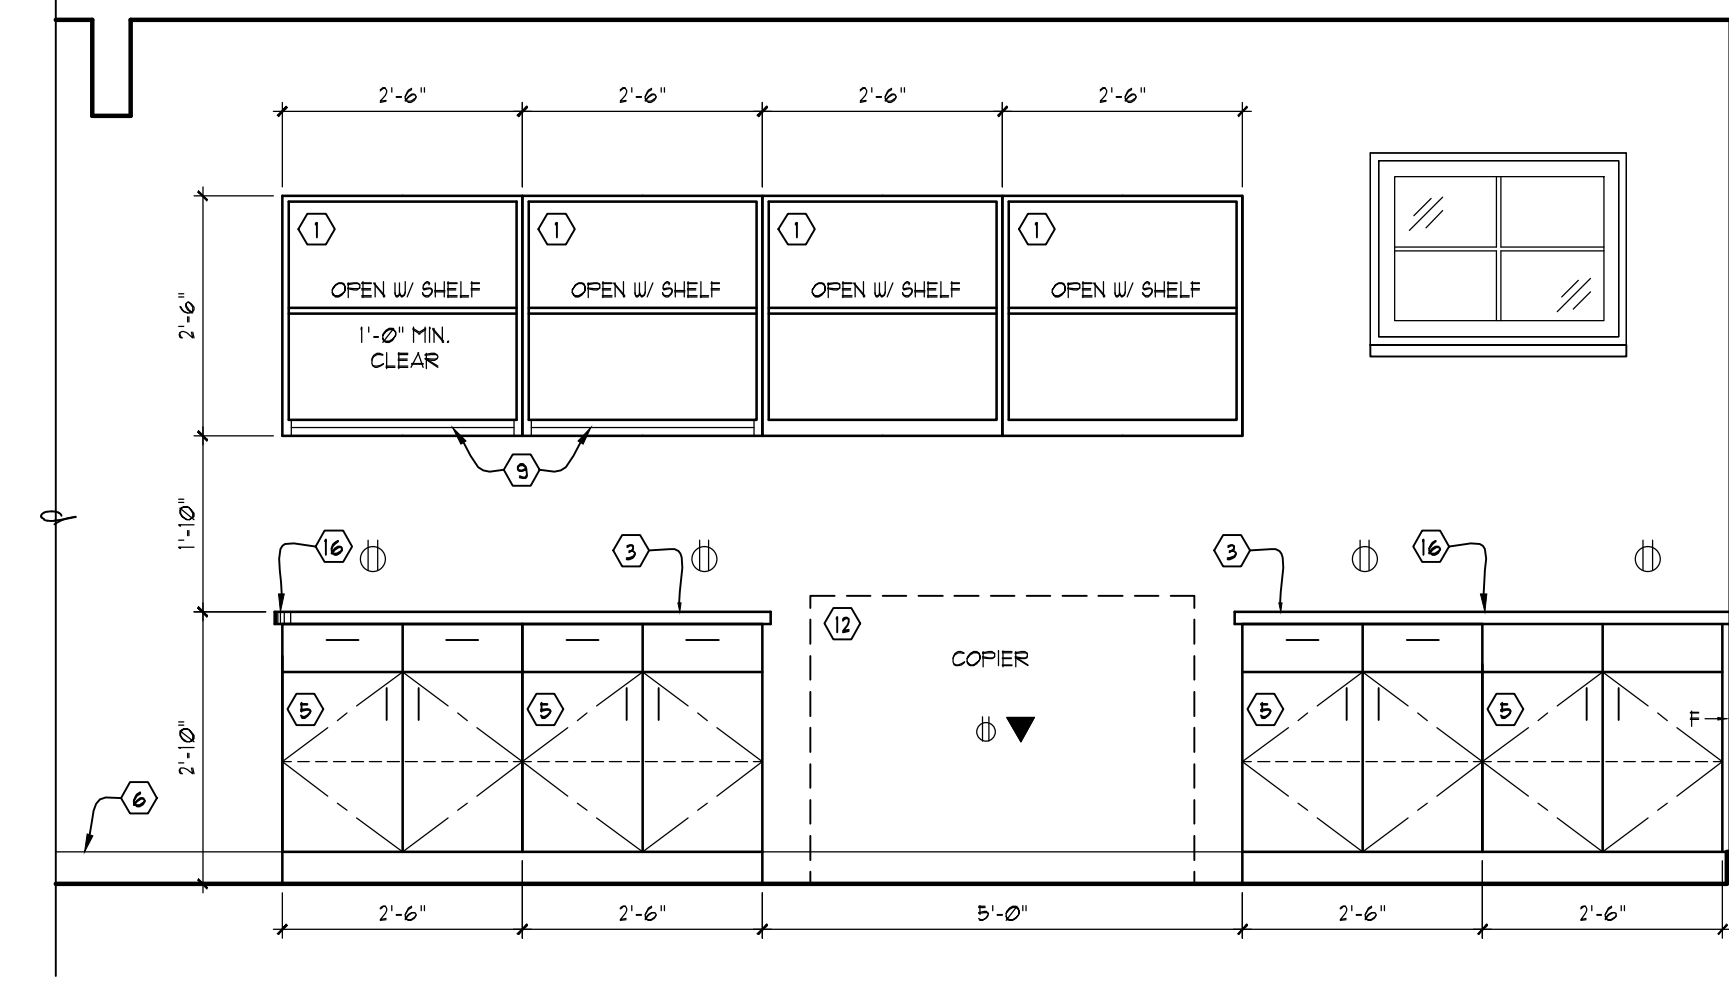 2'-6" 2'-6" 2'-6" 2'-6"
1 1 1 1
OPEN W/ SHELF OPEN W/ SHELF OPEN W/ SHELF OPEN W/ SHELF
2'-6"
1'-0" MIN.
CLEAR
9
1'-10"
16 3 3 16
12
COPIER
5 5 5 5
2'-10"
6
2'-6" 2'-6" 5'-0" 2'-6" 2'-6"